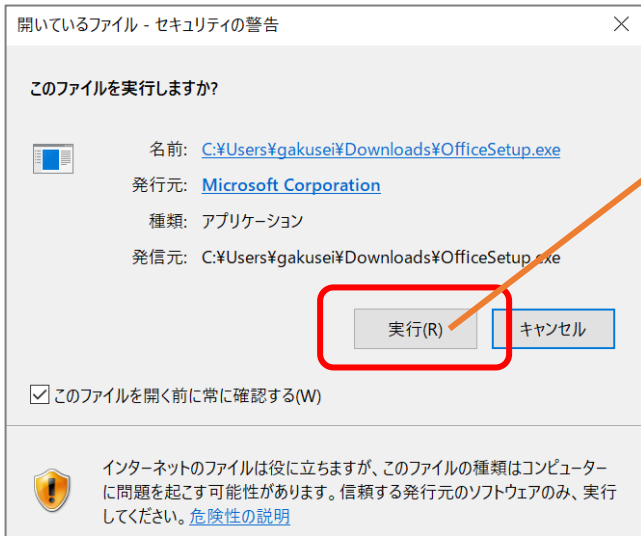 開いているファイル - セキュリティの警告
このファイルを実行しますか?
名前: C:¥Users¥gakusei¥Downloads¥OfficeSetup.exe
発行元: Microsoft Corporation
種類: アプリケーション
発信元: C:¥Users¥gakusei¥Downloads¥OfficeSetup.exe
実行(R) キャンセル
このファイルを開く前に常に確認する(W)
インターネットのファイルは役に立ちますが、このファイルの種類はコンピューター
に問題を起こす可能性があります。信頼する発行元のソフトウェアのみ、実行
してください。危険性の説明